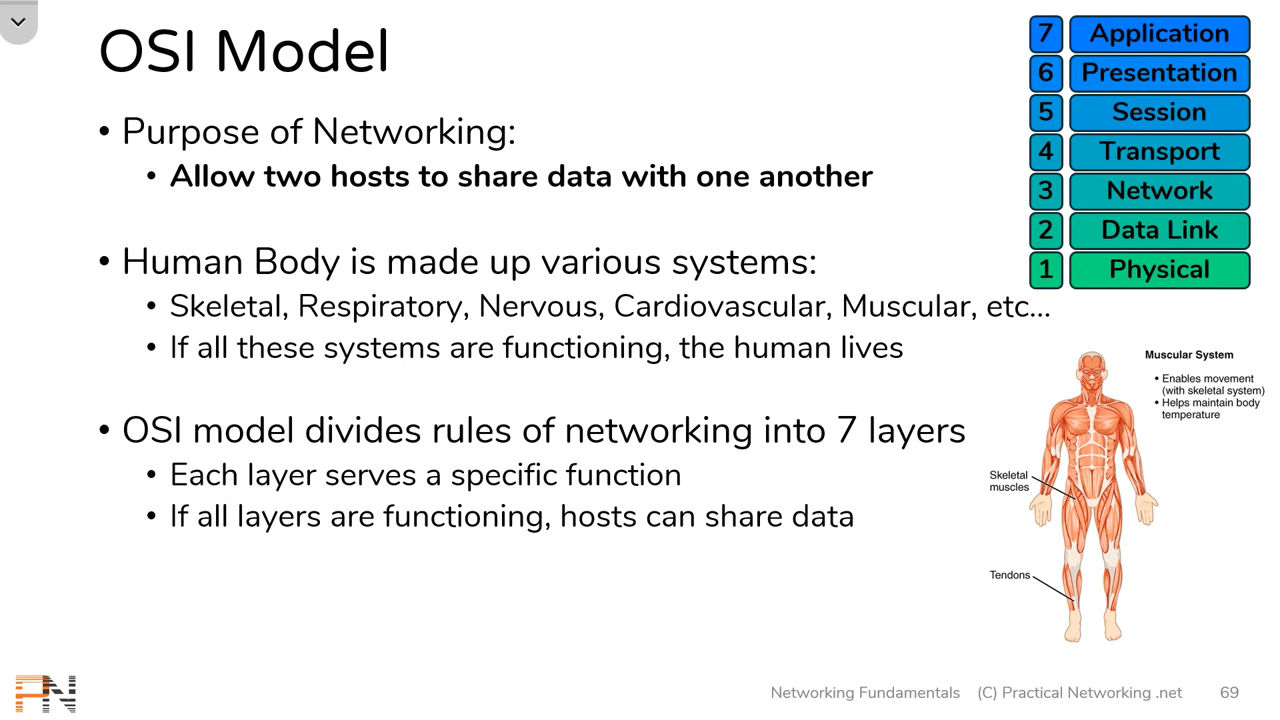 OSI Model
• Purpose of Networking:
• Allow two hosts to share data with one another
• Human Body is made up various systems:
• Skeletal, Respiratory, Nervous, Cardiovascular, Muscular, etc...
• If all these systems are functioning, the human lives
• OSI model divides rules of networking into 7 layers
• Each layer serves a specific function
• If all layers are functioning, hosts can share data
7 Application
6 Presentation
5 Session
4 Transport
3 Network
2 Data Link
1 Physical
Muscular System
• Enables movement
(with skeletal system)
• Helps maintain body
temperature
Skeletal
muscles
Tendons
PN
Networking Fundamentals (C) Practical Networking .net 69